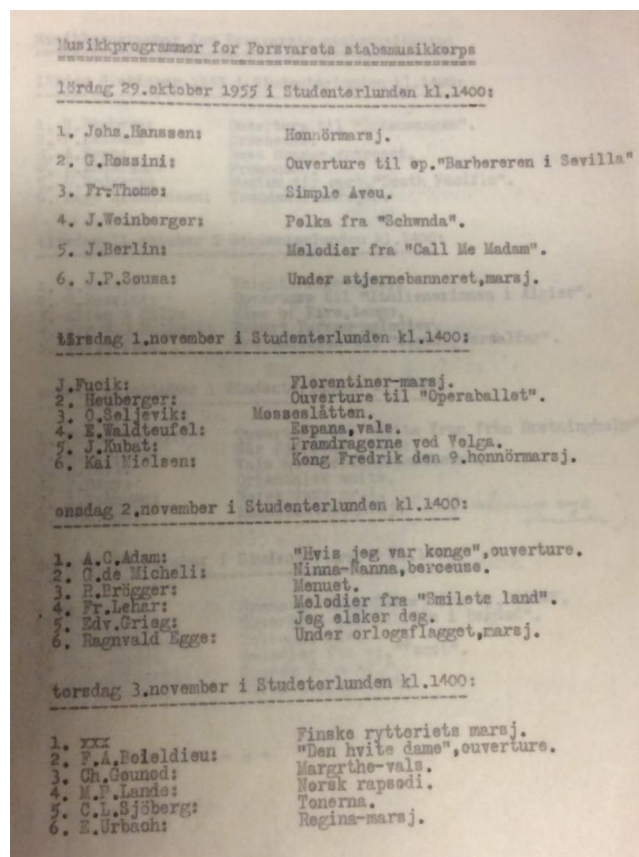 Musikkprogrammer for Forsvarets stabsmusikkorps
lördag 29.oktober 1955 i Studenterlunden kl.1400:
1. Johs.Hanssen: Honnörmarsj.
2. G.Rossini: Ouverture til op."Barbereren i Sevilla"
3. Fr.Thome: Simple Aveu.
4. J.Weinberger: Polka fra "Schwnda".
5. J.Berlin: Melodier fra "Call Me Madam".
6. J.P.Sousa: Under stjernebanneret,marsj.
tirsdag 1.november i Studenterlunden kl.1400:
J.Fucik: Florentiner-marsj.
2. Heuberger: Ouverture til "Operaballet".
3. O.Seljevik: Mosseslåtten.
4. E.Waldteufel: Espana,vals.
5. J.Kubat: Pramdragerne ved Volga.
6. Kai Nielsen: Kong Fredrik den 9.honnörmarsj.
onsdag 2.november i Studenterlunden kl.1400:
1. A.C.Adam: "Hvis jeg var konge",ouverture.
2. G.de Micheli: Ninna-Nanna,berceuse.
3. P.Brögger: Menuet.
4. Fr.Lehar: Melodier fra "Smilets land".
5. Edv.Grieg: Jeg elsker deg.
6. Ragnvald Egge: Under orlogsflagget,marsj.
torsdag 3.november i Studeterlunden kl.1400:
1. xxx Finske rytteriets marsj.
2. F.A.Boieldieu: "Den hvite dame",ouverture.
3. Ch.Gounod: Margrthe-vals.
4. M.P.Lande: Norsk rapsodi.
5. C.L.Sjöberg: Tonerna.
6. E.Urbach: Regina-marsj.